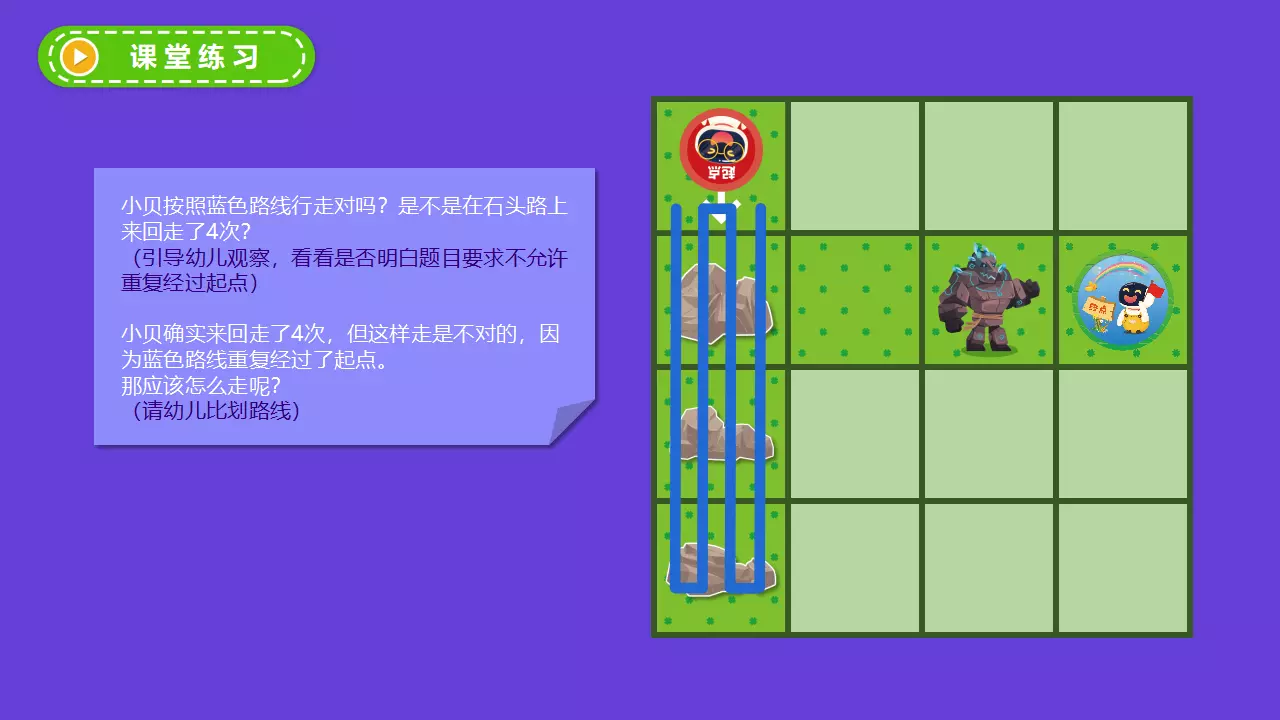 课堂练习
小贝按照蓝色路线行走对吗？是不是在石头路上
来回走了4次？
（引导幼儿观察，看看是否明白题目要求不允许
重复经过起点）
小贝确实来回走了4次，但这样走是不对的，因
为蓝色路线重复经过了起点。
那应该怎么走呢？
（请幼儿比划路线）
起点
终点